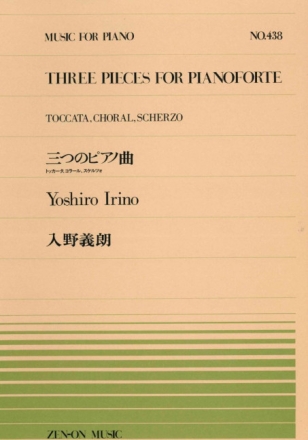 MUSIC FOR PIANO NO.438
THREE PIECES FOR PIANOFORTE
TOCCATA, CHORAL, SCHERZO
三つのピアノ曲
トッカータ, コラール, スケルツォ
Yoshiro Irino
入野義朗
ZEN-ON MUSIC